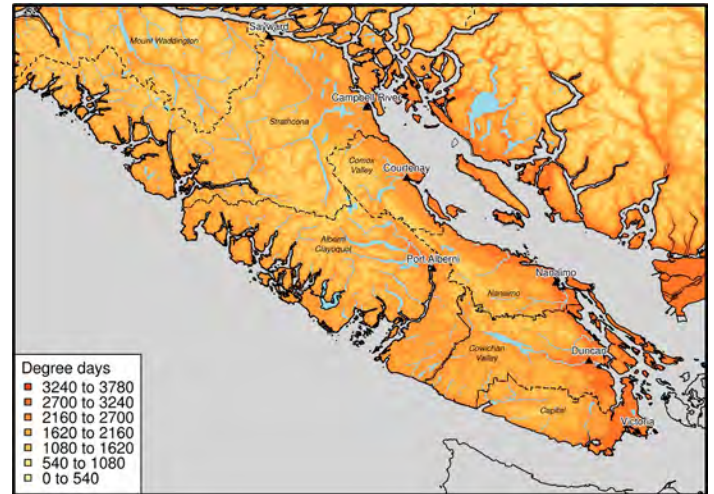 Sayward
Mount Waddington
Campbell River
Strathcona
Comox
Valley
Courtenay
Alberni
Clayoquot
Port Alberni
Nanaimo
Nanaimo
Cowichan
Valley
Duncan
Capital
Victoria
Degree days
3240 to 3780
2700 to 3240
2160 to 2700
1620 to 2160
1080 to 1620
540 to 1080
0 to 540